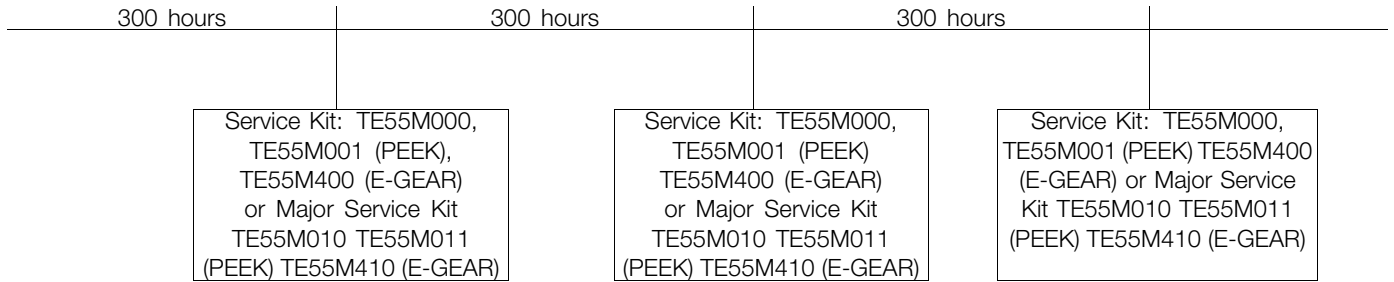 300 hours
300 hours
300 hours
Service Kit: TE55M000,
TE55M001 (PEEK),
TE55M400 (E-GEAR)
or Major Service Kit
TE55M010 TE55M011
(PEEK) TE55M410 (E-GEAR)
Service Kit: TE55M000,
TE55M001 (PEEK)
TE55M400 (E-GEAR)
or Major Service Kit
TE55M010 TE55M011
(PEEK) TE55M410 (E-GEAR)
Service Kit: TE55M000,
TE55M001 (PEEK) TE55M400
(E-GEAR) or Major Service
Kit TE55M010 TE55M011
(PEEK) TE55M410 (E-GEAR)